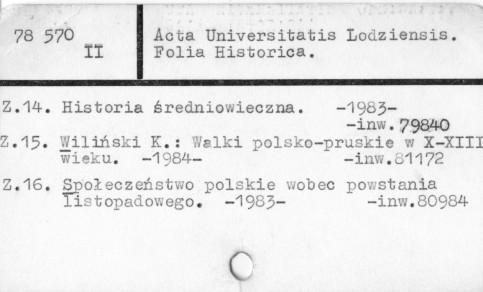 78 570
II
Acta Universitatis Lodziensis.
Folia Historica.
Z.14. Historia średniowieczna. -1983-
-inw. 79840
Z.15. Wiliński K.: Walki polsko-pruskie w X-XIII
wieku. -1984- -inw.81172
Z.16. Społeczeństwo polskie wobec powstania
listopadowego. -1983- -inw.80984